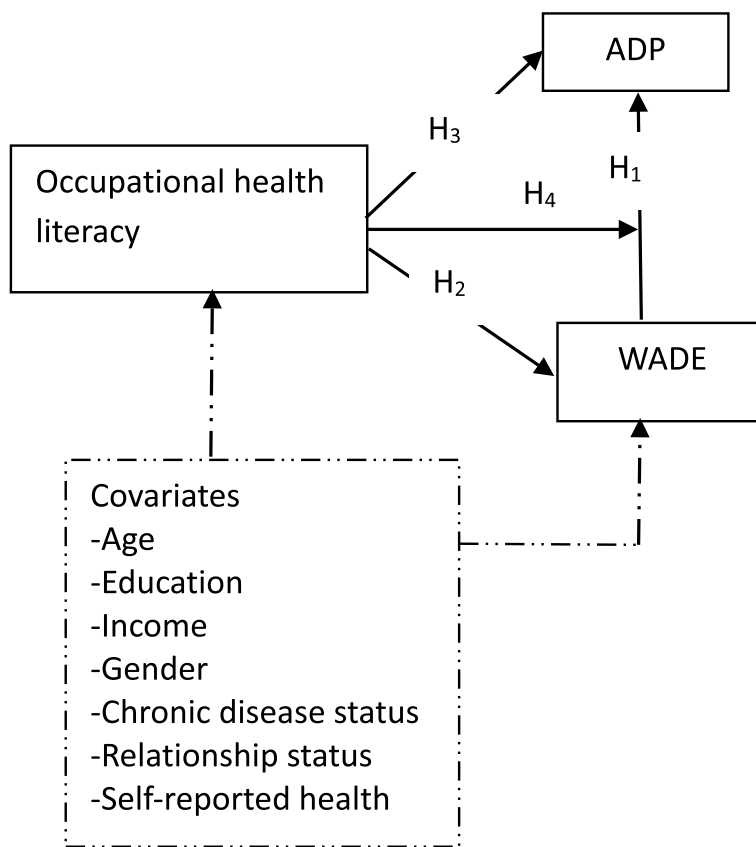 ADP
H₃
Occupational health
literacy
H₁
H₄
H₂
WADE
Covariates
-Age
-Education
-Income
-Gender
-Chronic disease status
-Relationship status
-Self-reported health